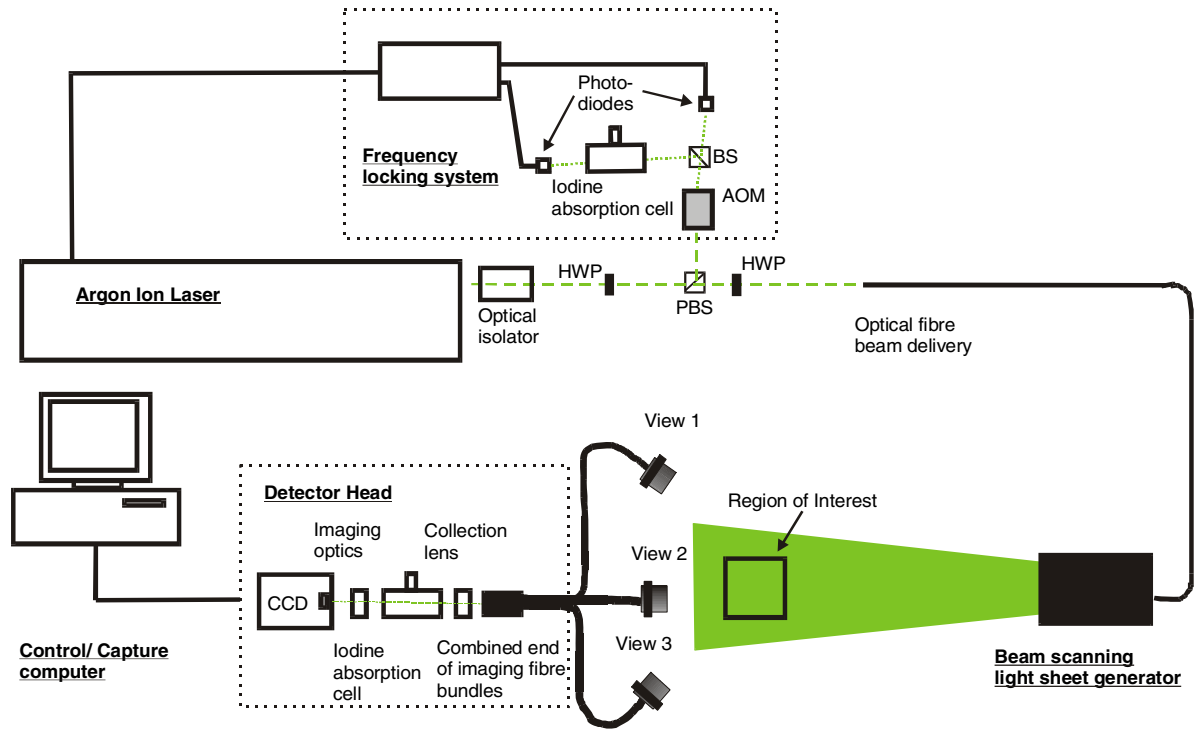 Photo-
diodes
Frequency
locking system
Iodine
absorption cell
BS
AOM
Argon Ion Laser
Optical
isolator
HWP
PBS
HWP
Optical fibre
beam delivery
View 1
Detector Head
Imaging
optics
Collection
lens
View 2
Region of Interest
CCD
View 3
Control/ Capture
computer
Iodine
absorption
cell
Combined end
of imaging fibre
bundles
Beam scanning
light sheet generator